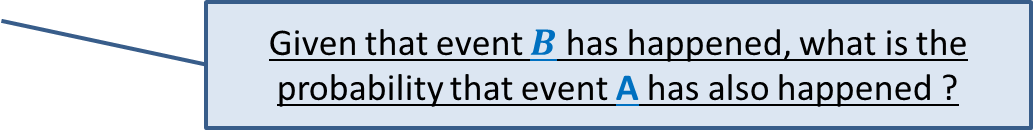 Given that event B has happened, what is the
probability that event A has also happened ?